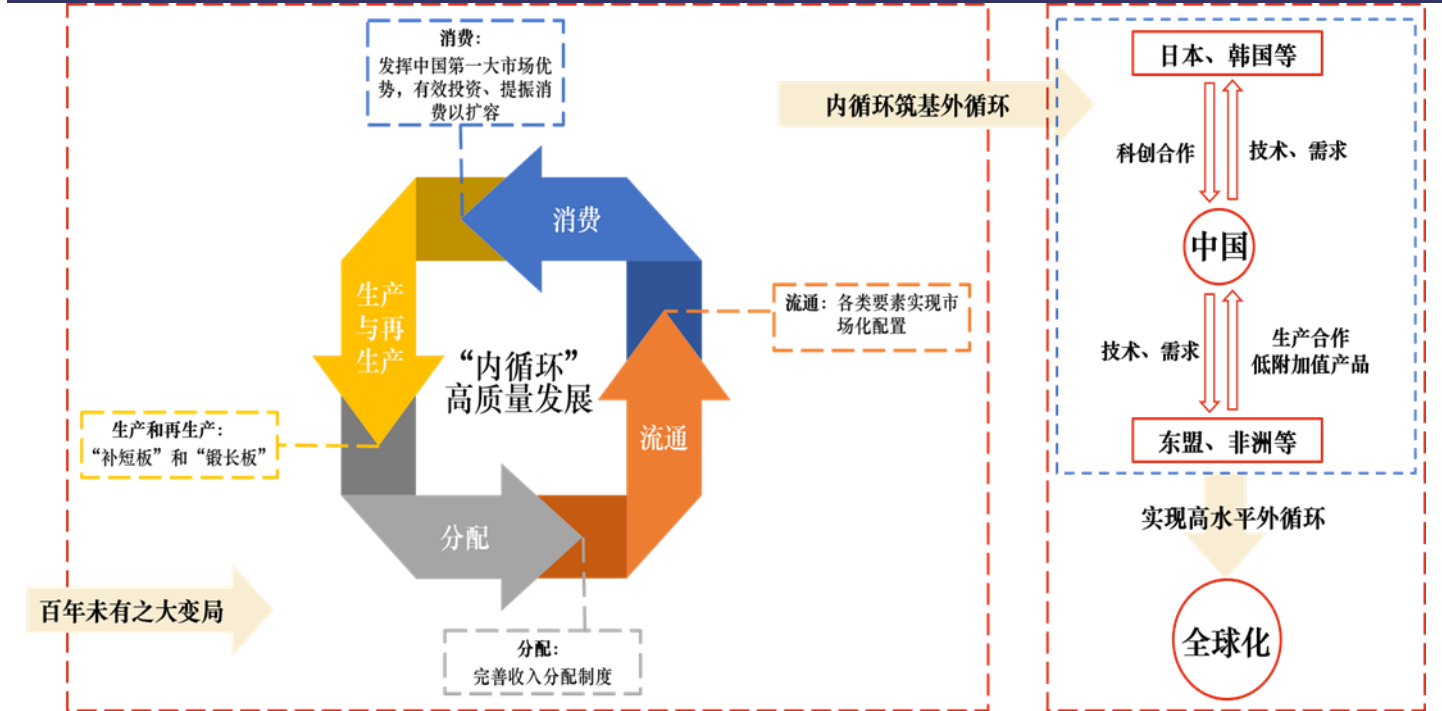 消费：
发挥中国第一大市场优
势，有效投资、提振消
费以扩容
消费
生产
与再
生产
“内循环”
高质量发展
流通：各类要素实现市
场化配置
流通
生产和再生产：
“补短板”和“锻长板”
分配
分配：
完善收入分配制度
百年未有之大变局
内循环筑基外循环
日本、韩国等
科创合作
技术、需求
中国
技术、需求
生产合作
低附加值产品
东盟、非洲等
实现高水平外循环
全球化